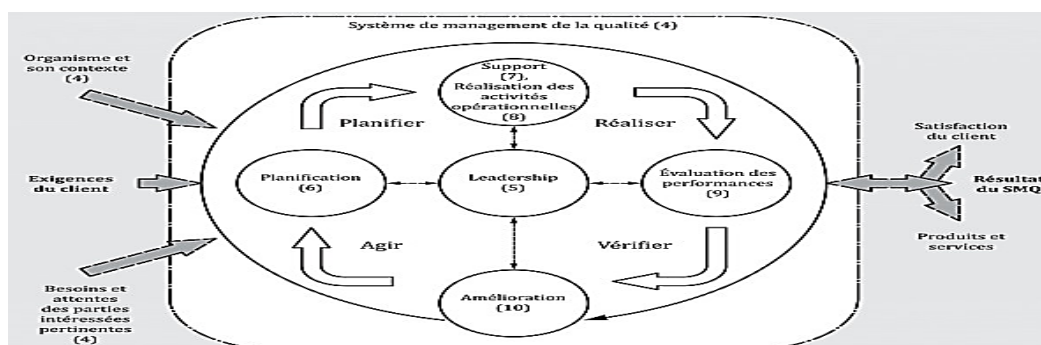 Système de management de la qualité (4)
Organisme et
son contexte
(4)
Support
(7),
Réalisation des
activités
opérationnelles
(8)
Planifier
Réaliser
Satisfaction
du client
Exigences
du client
Planification
(6)
Leadership
(5)
Évaluation des
performances
(9)
Résultat
du SMQ
Agir
Vérifier
Produits et
services
Besoins et
attentes
des parties
intéressées
pertinentes
(4)
Amélioration
(10)